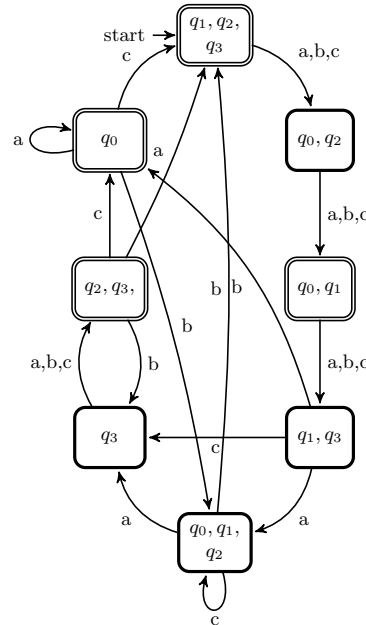 start
q₁, q₂,
q₃
c
a,b,c
a
q₀
a
q₀, q₂
c
a,b,c
q₂, q₃,
q₀, q₁
b
b
b
a,b,c
b
a,b,c
q₃
q₁, q₃
c
a
a
q₀, q₁,
q₂
c